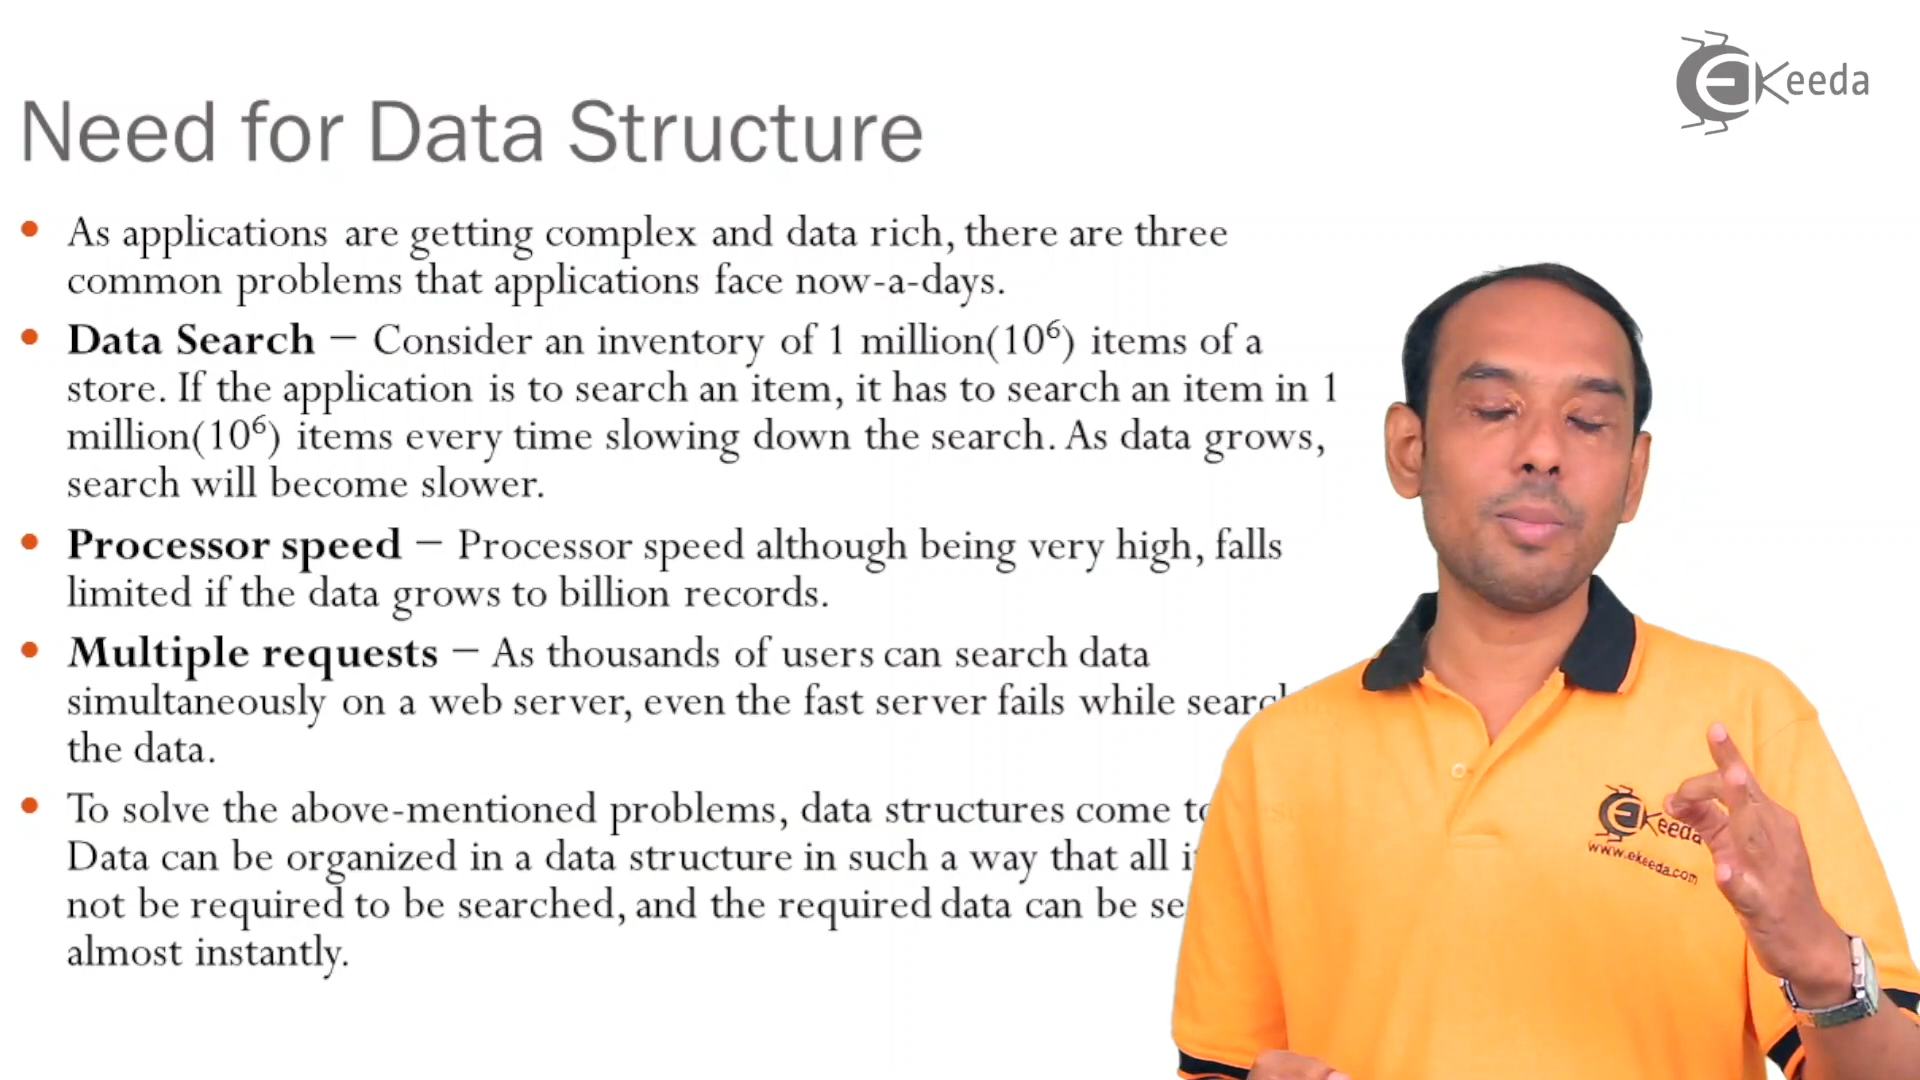 Keeda
Need for Data Structure
• As applications are getting complex and data rich, there are three
common problems that applications face now-a-days.
• Data Search – Consider an inventory of 1 million(10⁶) items of a
store. If the application is to search an item, it has to search an item in 1
million(10⁶) items every time slowing down the search. As data grows,
search will become slower.
• Processor speed – Processor speed although being very high, falls
limited if the data grows to billion records.
• Multiple requests – As thousands of users can search data
simultaneously on a web server, even the fast server fails while
the data.
• To solve the above-mentioned problems, data structures come
Data can be organized in a data structure in such a way that all
not be required to be searched, and the required data can be
almost instantly.
Keeda
www.ekeeda.com